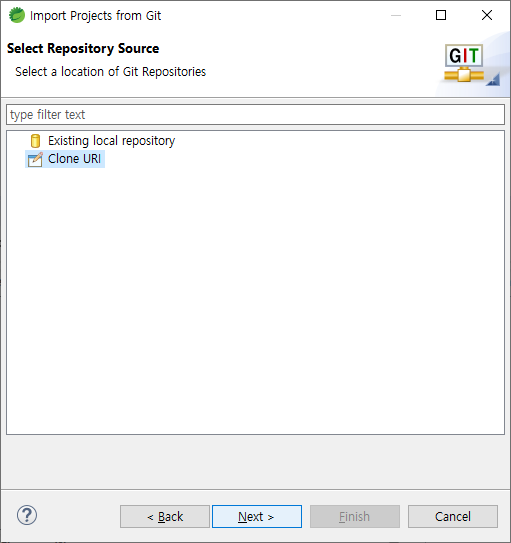 Import Projects from Git
Select Repository Source
Select a location of Git Repositories
GIT
type filter text
Existing local repository
Clone URI
?
< Back
Next >
Finish
Cancel